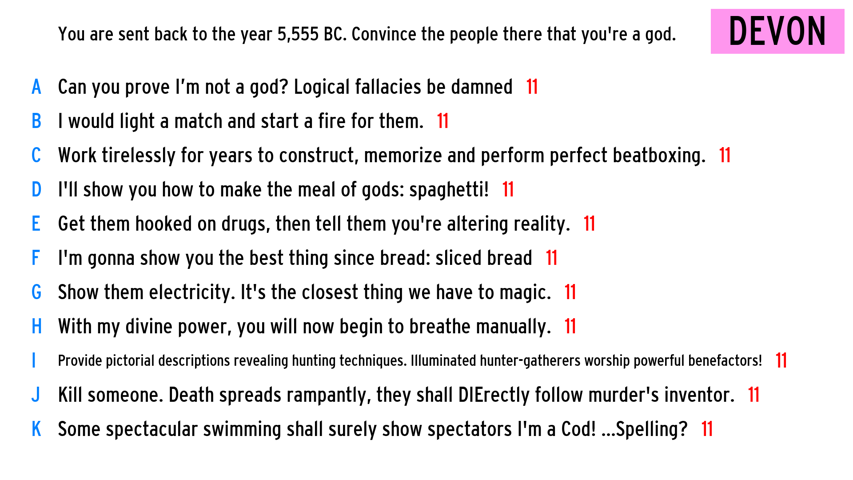 You are sent back to the year 5,555 BC. Convince the people there that you're a god.
DEVON
A Can you prove I'm not a god? Logical fallacies be damned 11
B I would light a match and start a fire for them. 11
C Work tirelessly for years to construct, memorize and perform perfect beatboxing. 11
D I'll show you how to make the meal of gods: spaghetti! 11
E Get them hooked on drugs, then tell them you're altering reality. 11
F I'm gonna show you the best thing since bread: sliced bread 11
G Show them electricity. It's the closest thing we have to magic. 11
H With my divine power, you will now begin to breathe manually. 11
I Provide pictorial descriptions revealing hunting techniques. Illuminated hunter-gatherers worship powerful benefactors! 11
J Kill someone. Death spreads rampantly, they shall DIErectly follow murder's inventor. 11
K Some spectacular swimming shall surely show spectators I'm a Cod! ...Spelling? 11